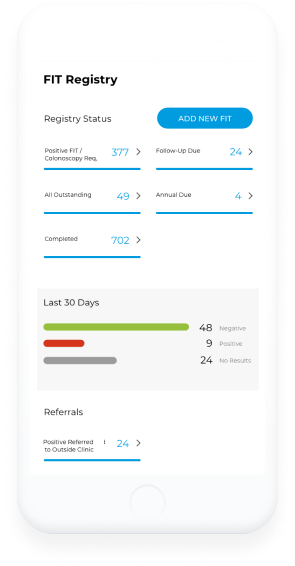 FIT Registry
Registry Status
ADD NEW FIT
Positive FIT /
Colonoscopy Req.
377
Follow-Up Due
24
All Outstanding
49
Annual Due
4
Completed
702
Last 30 Days
48 Negative
9 Positive
24 No Results
Referrals
Positive Referred
to Outside Clinic
24